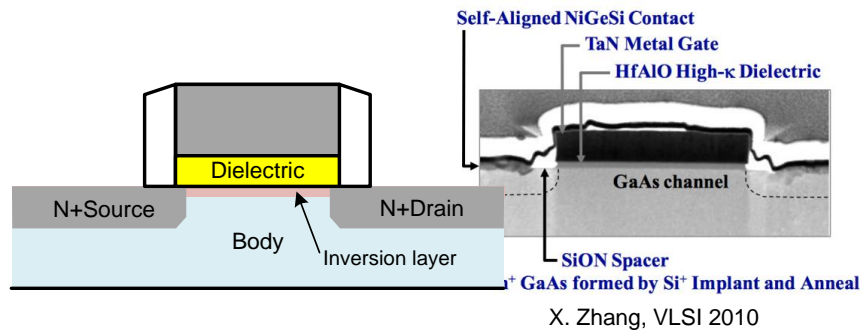 Self-Aligned NiGeSi Contact
TaN Metal Gate
HfAlO High-κ Dielectric
Dielectric
GaAs channel
N+Source
N+Drain
Body
Inversion layer
SiON Spacer
⁺ GaAs formed by Si⁺ Implant and Anneal
X. Zhang, VLSI 2010